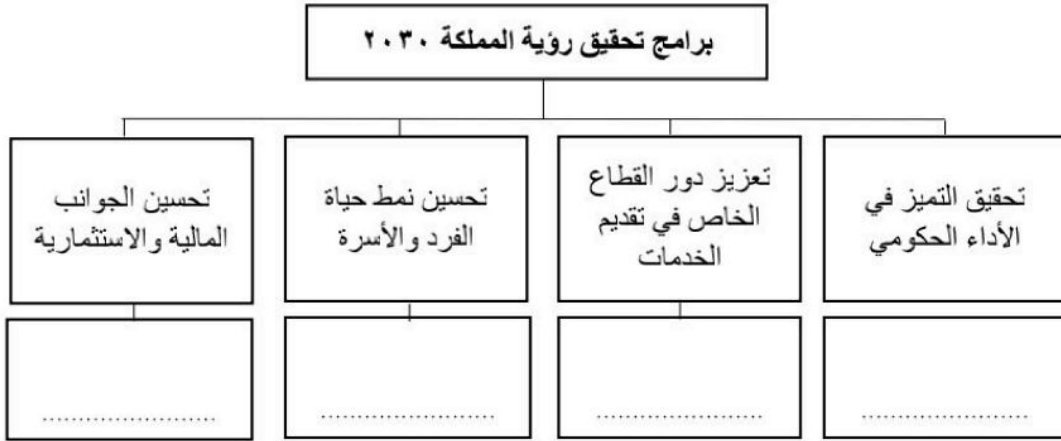 برامج تحقيق رؤية المملكة ٢٠٣٠
تحقيق التميز في
الأداء الحكومي
تعزيز دور القطاع
الخاص في تقديم
الخدمات
تحسين نمط حياة
الفرد والأسرة
تحسين الجوانب
المالية والاستثمارية
......................
......................
......................
......................